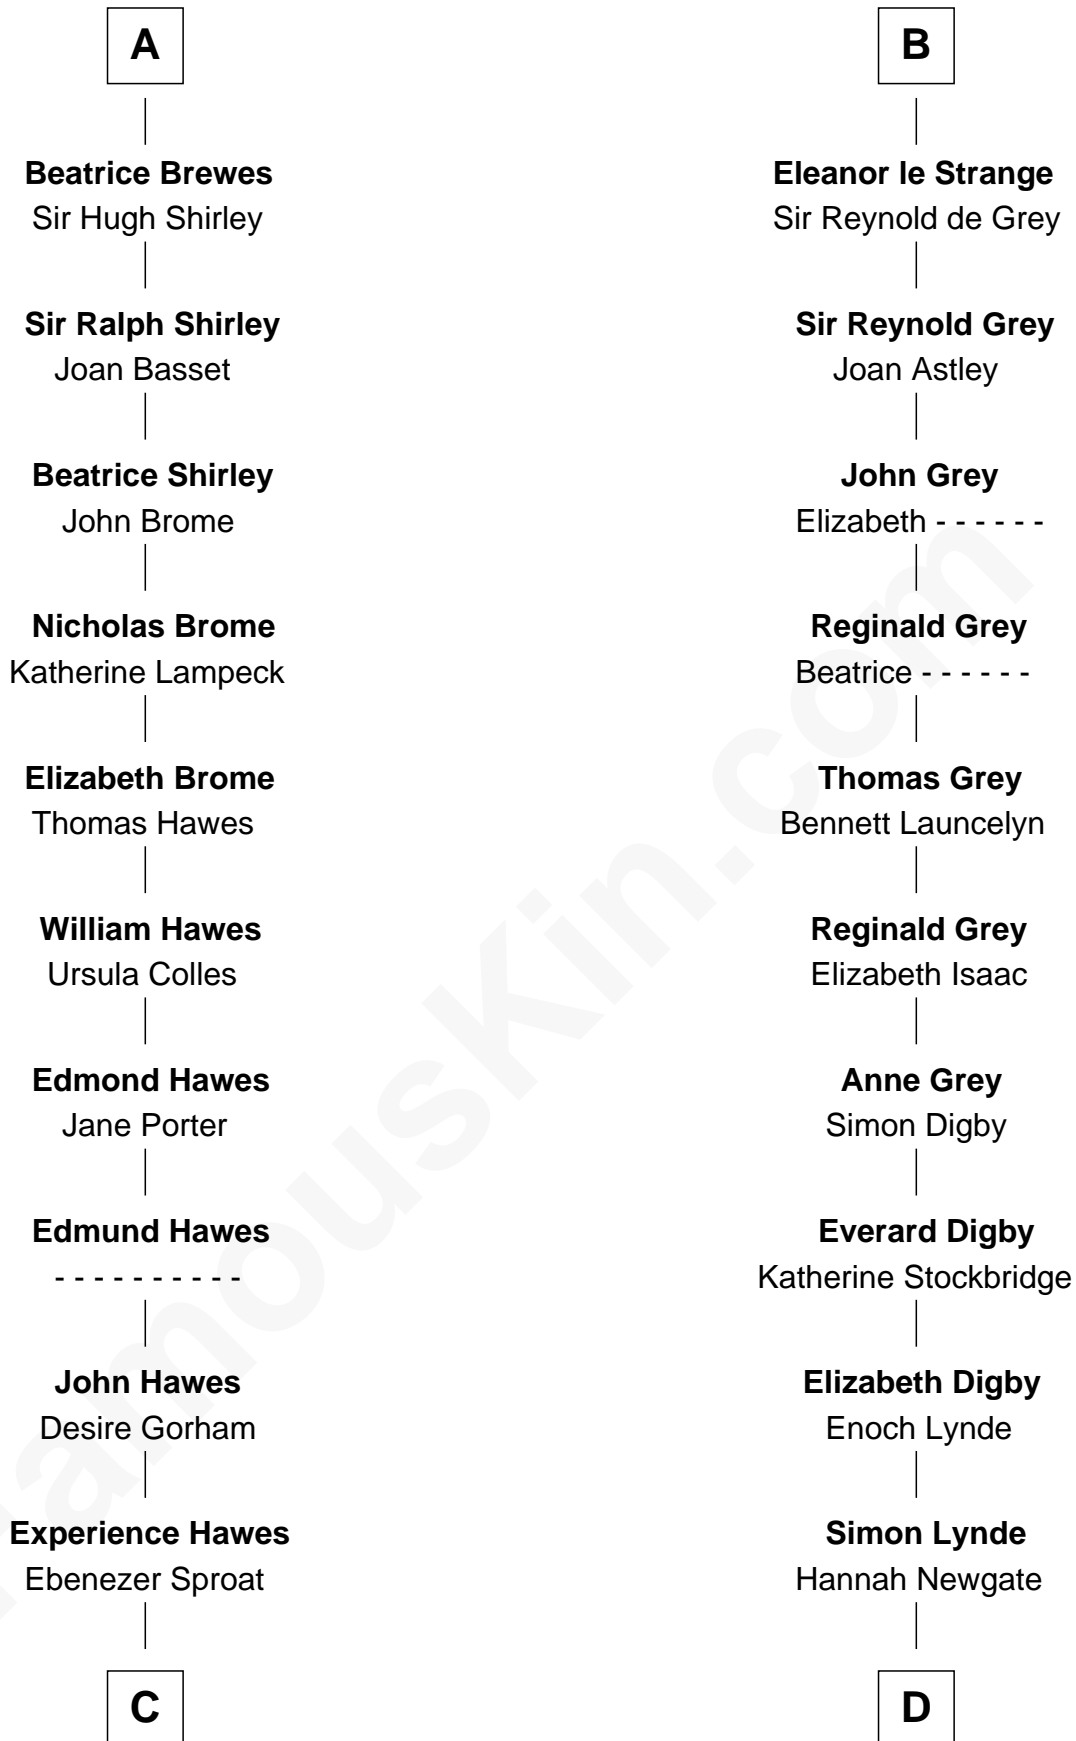 A
Beatrice Brewes
Sir Hugh Shirley
Sir Ralph Shirley
Joan Basset
Beatrice Shirley
John Brome
Nicholas Brome
Katherine Lampeck
Elizabeth Brome
Thomas Hawes
William Hawes
Ursula Colles
Edmond Hawes
Jane Porter
Edmund Hawes
- - - - - - - - - -
John Hawes
Desire Gorham
Experience Hawes
Ebenezer Sproat
C
B
Eleanor le Strange
Sir Reynold de Grey
Sir Reynold Grey
Joan Astley
John Grey
Elizabeth - - - - - -
Reginald Grey
Beatrice - - - - - -
Thomas Grey
Bennett Launcelyn
Reginald Grey
Elizabeth Isaac
Anne Grey
Simon Digby
Everard Digby
Katherine Stockbridge
Elizabeth Digby
Enoch Lynde
Simon Lynde
Hannah Newgate
D
FamousKin.com